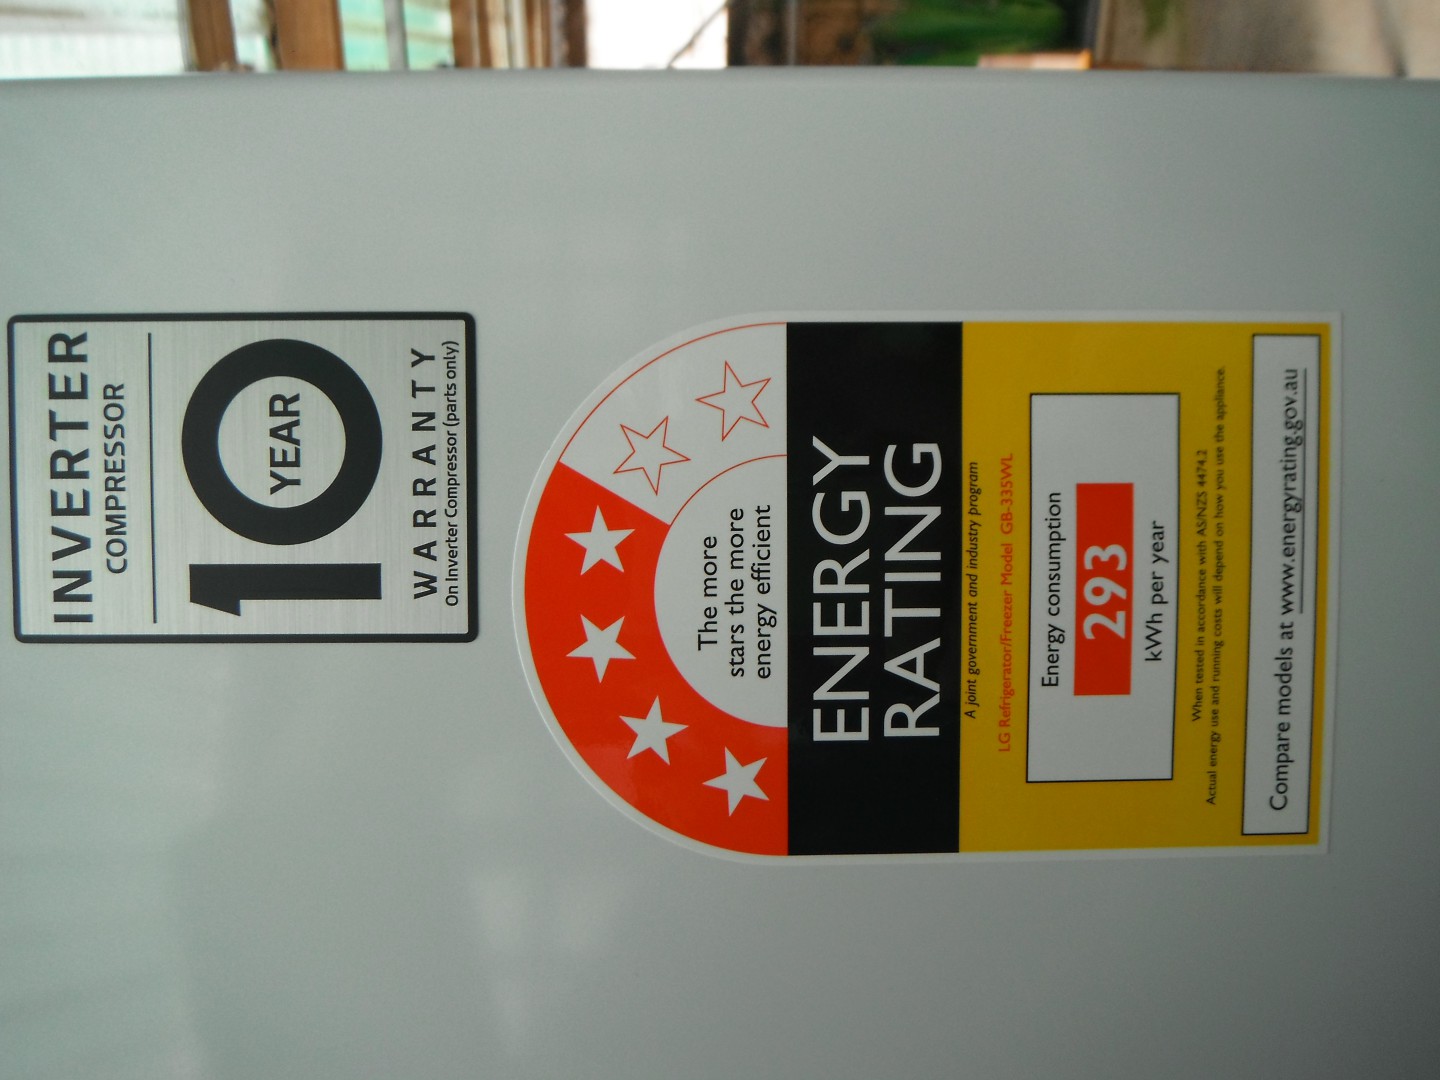 INVERTER
COMPRESSOR
10
YEAR
WARRANTY
On Inverter Compressor (parts only)
The more
stars the more
energy efficient
ENERGY
RATING
A joint government and industry program
LG Refrigerator/Freezer Model GB-335WL
Energy consumption
293
kWh per year
When tested in accordance with AS/NZS 4474.2
Actual energy use and running costs will depend on how you use the appliance.
Compare models at www.energyrating.gov.au